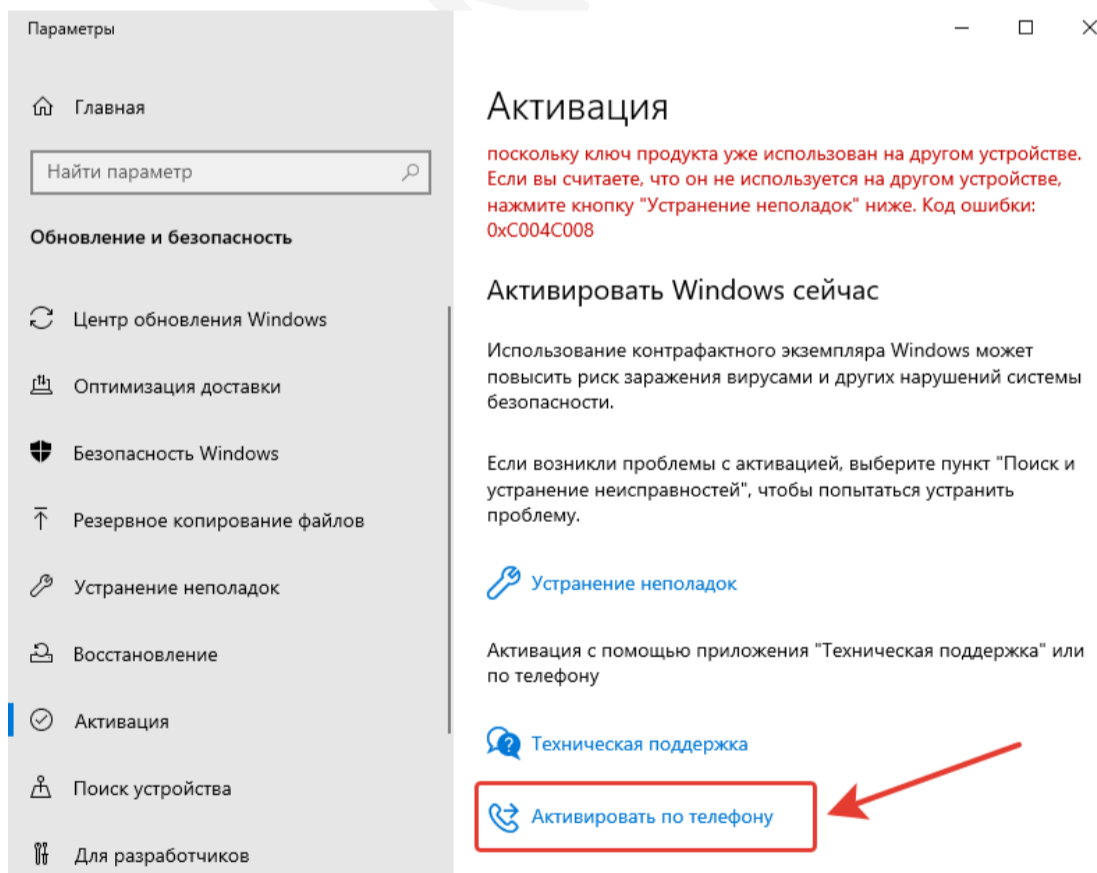 Параметры
Главная
Найти параметр
Обновление и безопасность
Центр обновления Windows
Оптимизация доставки
Безопасность Windows
Резервное копирование файлов
Устранение неполадок
Восстановление
Активация
Поиск устройства
Для разработчиков
Активация
поскольку ключ продукта уже использован на другом устройстве.
Если вы считаете, что он не используется на другом устройстве,
нажмите кнопку "Устранение неполадок" ниже. Код ошибки:
0xC004C008
Активировать Windows сейчас
Использование контрафактного экземпляра Windows может
повысить риск заражения вирусами и других нарушений системы
безопасности.
Если возникли проблемы с активацией, выберите пункт "Поиск и
устранение неисправностей", чтобы попытаться устранить
проблему.
Устранение неполадок
Активация с помощью приложения "Техническая поддержка" или
по телефону
Техническая поддержка
Активировать по телефону